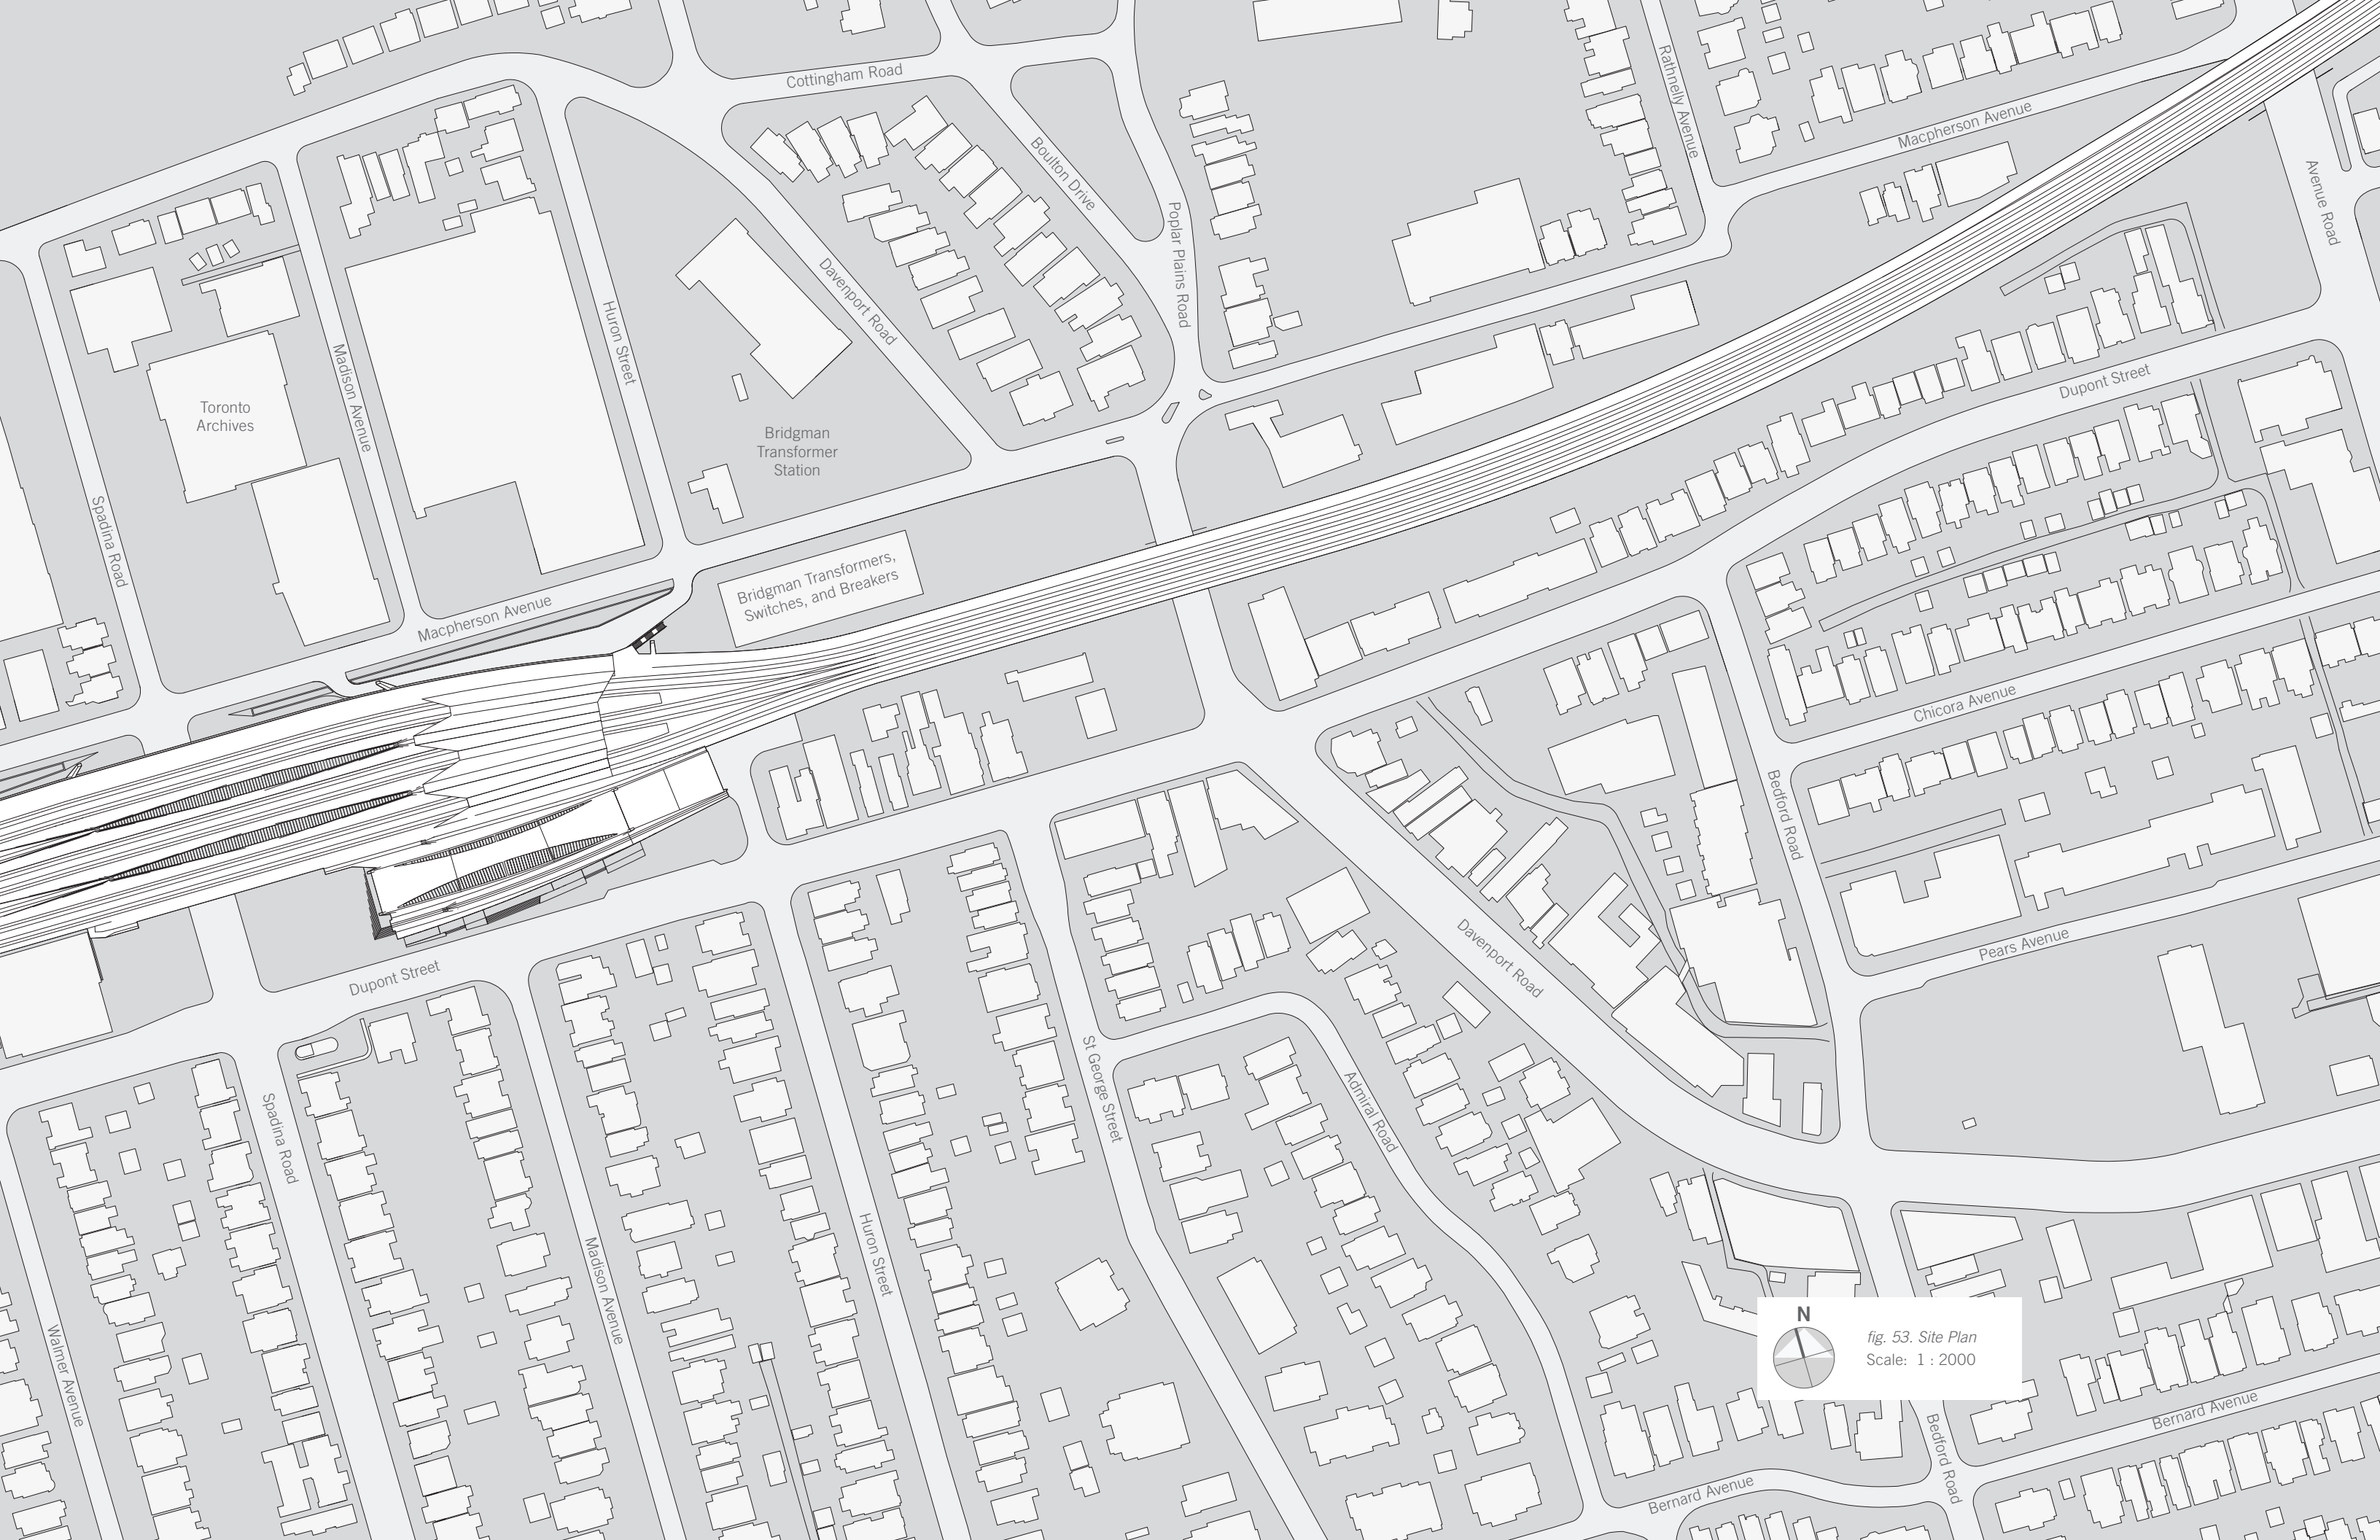 Cottingham Road
Rathnelly Avenue
Macpherson Avenue
Boulton Drive
Avenue Road
Poplar Plains Road
Davenport Road
Huron Street
Madison Avenue
Dupont Street
Toronto
Archives
Bridgman
Transformer
Station
Spadina Road
Bridgman Transformers,
Switches, and Breakers
Macpherson Avenue
Chicora Avenue
Bedford Road
Davenport Road
Pears Avenue
Dupont Street
St George Street
Admiral Road
Spadina Road
Huron Street
Madison Avenue
Walmer Avenue
N
fig. 53. Site Plan
Scale: 1 : 2000
Bernard Avenue
Bedford Road
Bernard Avenue